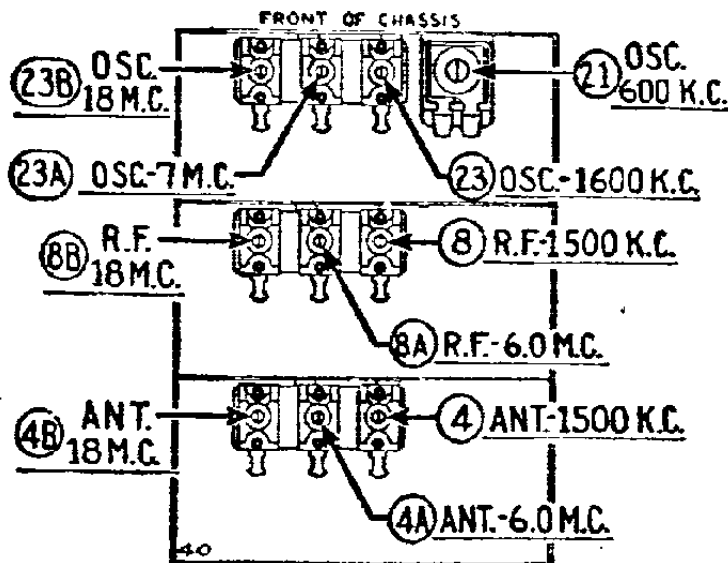 FRONT OF CHASSIS
23B OSC.
18 M.C.
21 OSC.
600 K.C.
23A OSC-7 M.C.
23 OSC.-1600 K.C.
8B R.F.
18 M.C.
8 R.F.-1500 K.C.
8A R.F.-6.0 M.C.
4B ANT.
18 M.C.
4 ANT.-1500 K.C.
4A ANT.-6.0 M.C.
40